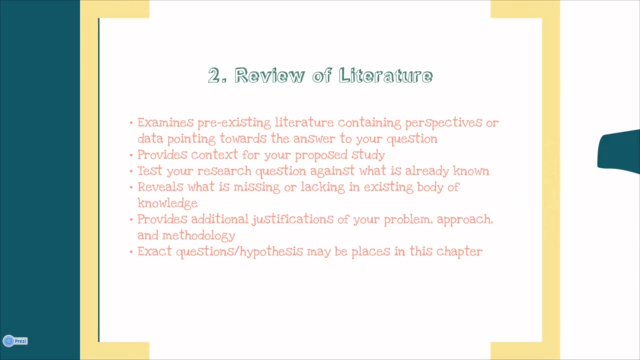 2. Review of Literature
• Examines pre-existing literature containing perspectives or
data pointing towards the answer to your question
• Provides context for your proposed study
• Test your research question against what is already known
• Reveals what is missing or lacking in existing body of
knowledge
• Provides additional justifications of your problem, approach,
and methodology
• Exact questions/hypothesis may be places in this chapter
Prezi